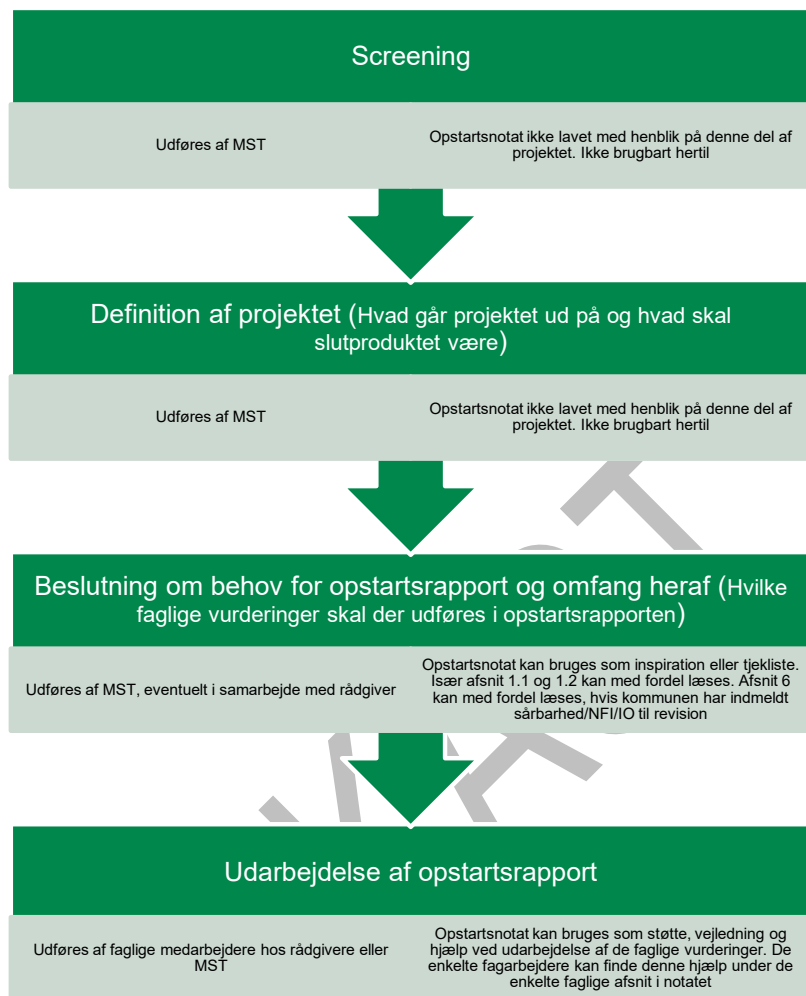 Screening
Udføres af MST
Opstartsnotat ikke lavet med henblik på denne del af
projektet. Ikke brugbart hertil
Definition af projektet (Hvad går projektet ud på og hvad skal
slutproduktet være)
Udføres af MST
Opstartsnotat ikke lavet med henblik på denne del af
projektet. Ikke brugbart hertil
Beslutning om behov for opstartsrapport og omfang heraf (Hvilke
faglige vurderinger skal der udføres i opstartsrapporten)
Udføres af MST, eventuelt i samarbejde med rådgiver
Opstartsnotat kan bruges som inspiration eller tjekliste.
Især afsnit 1.1 og 1.2 kan med fordel læses. Afsnit 6
kan med fordel læses, hvis kommunen har indmeldt
sårbarhed/NFI/IO til revision
Udarbejdelse af opstartsrapport
Udføres af faglige medarbejdere hos rådgivere eller
MST
Opstartsnotat kan bruges som støtte, vejledning og
hjælp ved udarbejdelse af de faglige vurderinger. De
enkelte fagarbejdere kan finde denne hjælp under de
enkelte faglige afsnit i notatet